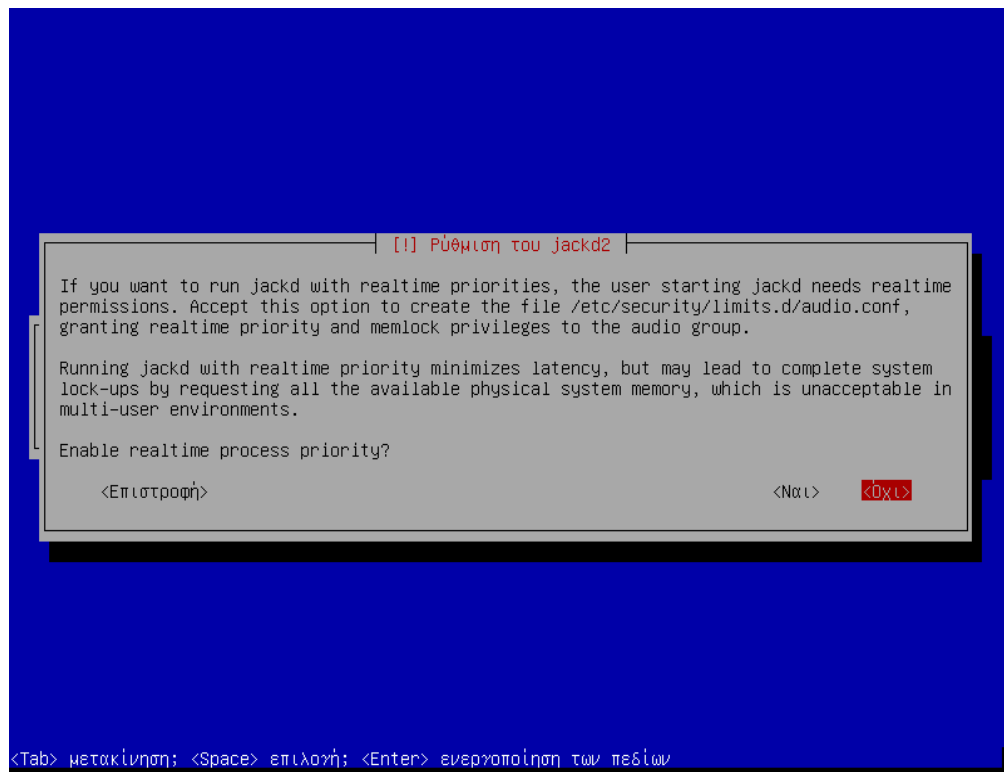 [!] Ρύθμιση του jackd2
If you want to run jackd with realtime priorities, the user starting jackd needs realtime
permissions. Accept this option to create the file /etc/security/limits.d/audio.conf,
granting realtime priority and memlock privileges to the audio group.
Running jackd with realtime priority minimizes latency, but may lead to complete system
lock-ups by requesting all the available physical system memory, which is unacceptable in
multi-user environments.
Enable realtime process priority?
<Επιστροφή> <Ναι> <Όχι>
<Tab> μετακίνηση; <Space> επιλογή; <Enter> ενεργοποίηση των πεδίων